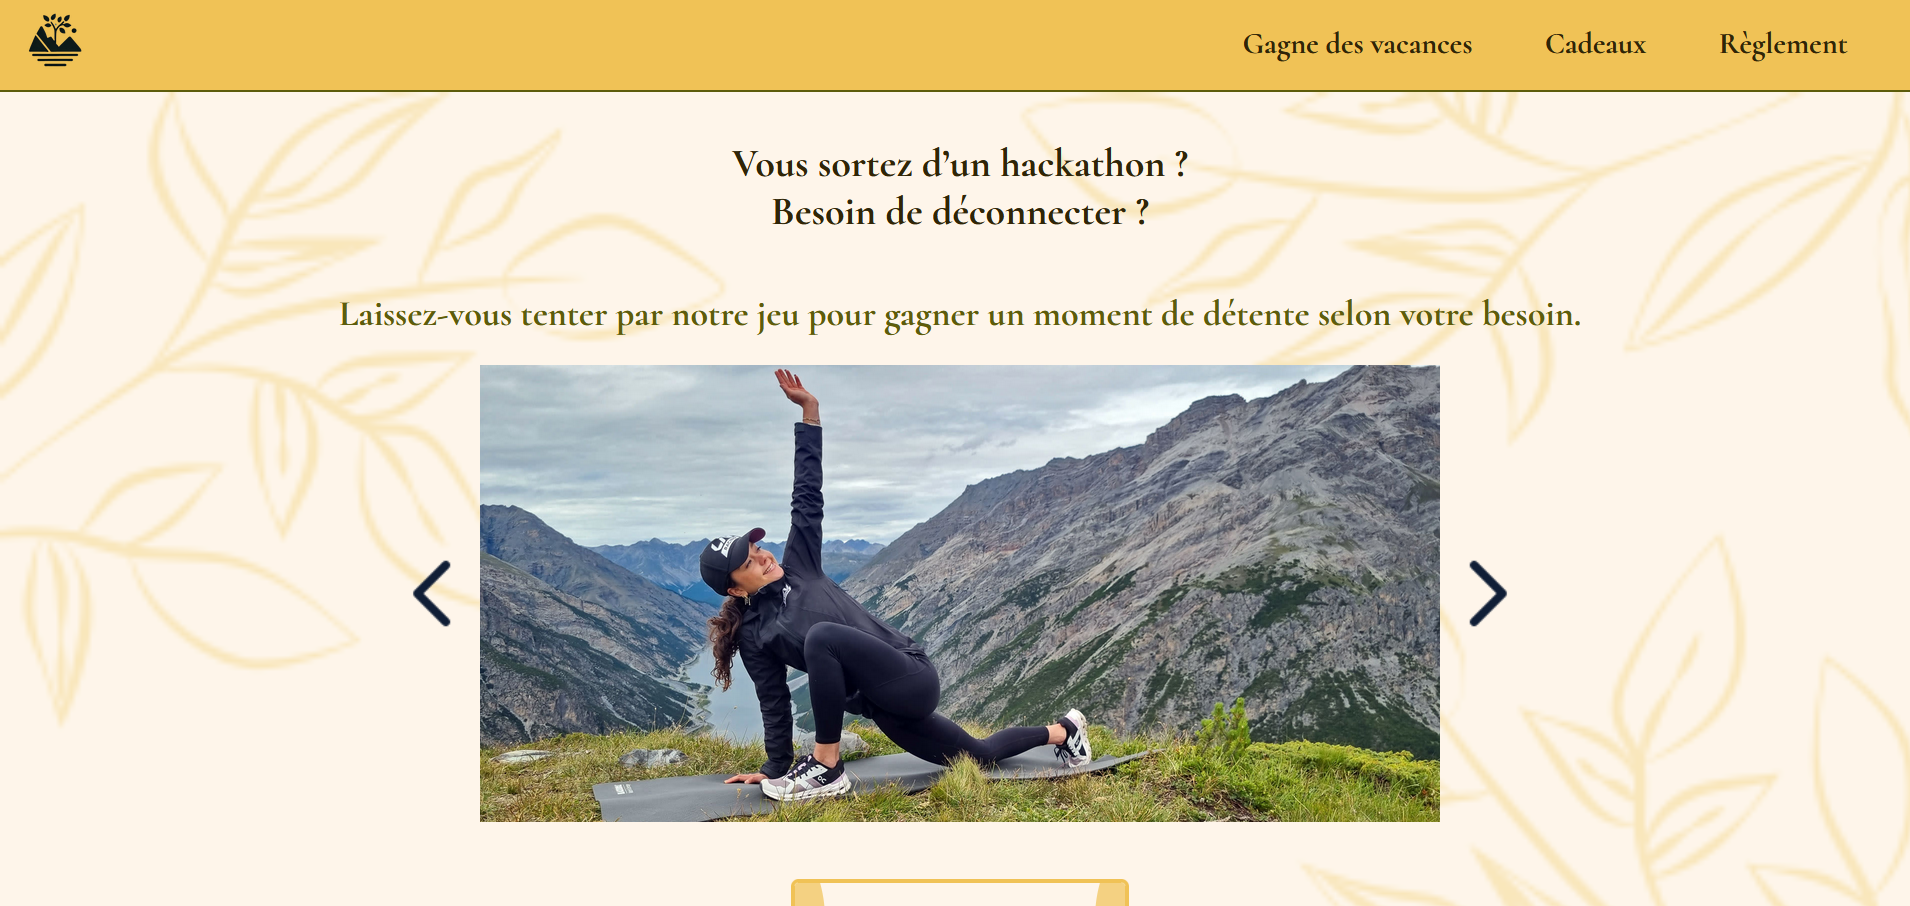 Gagne des vacances
Cadeaux
Règlement
Vous sortez d’un hackathon ?
Besoin de déconnecter ?
Laissez-vous tenter par notre jeu pour gagner un moment de détente selon votre besoin.